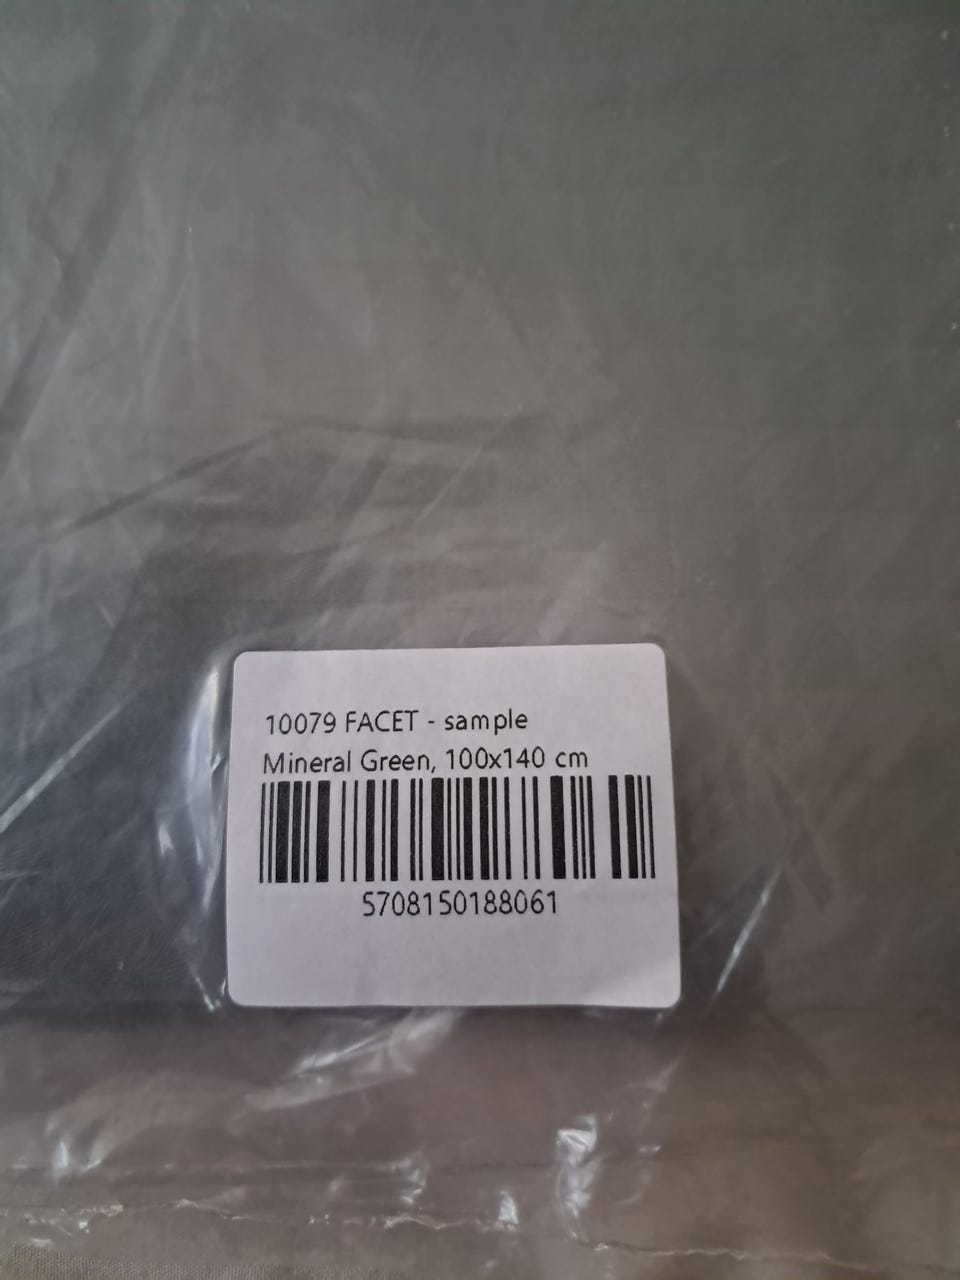 10079 FACET - sample
Mineral Green, 100x140 cm
5708150188061